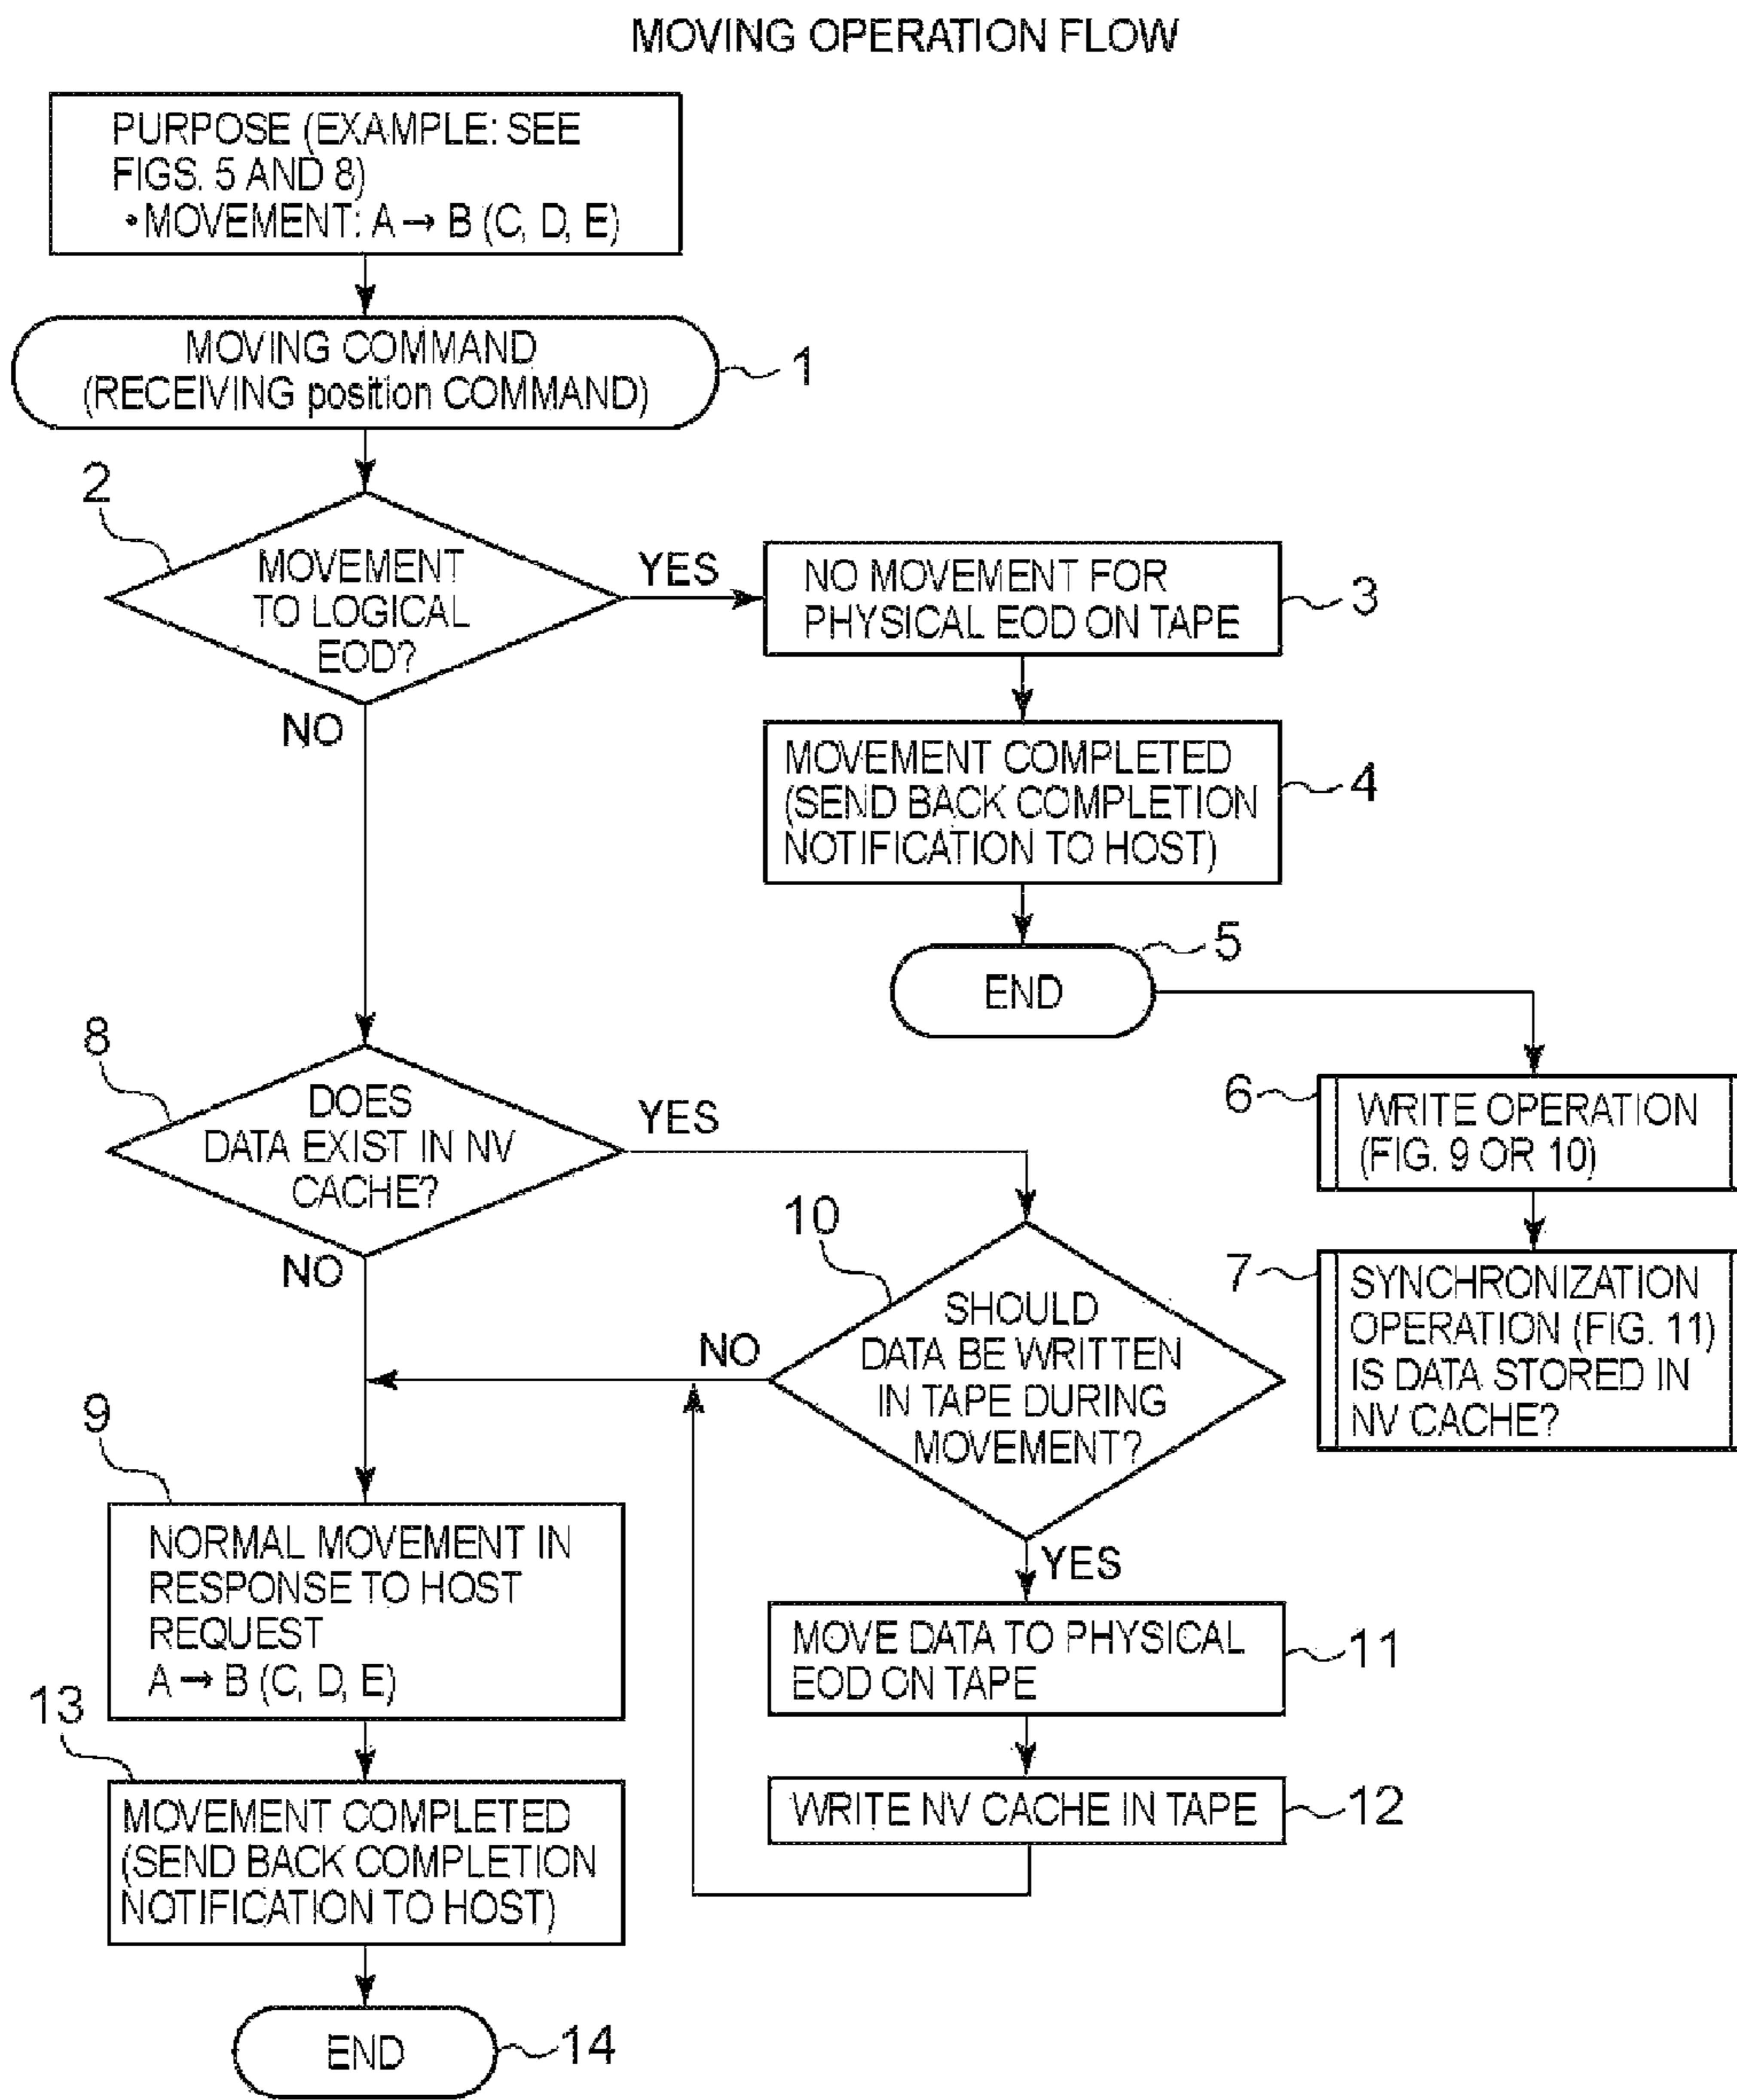 MOVING OPERATION FLOW
PURPOSE (EXAMPLE: SEE
FIGS. 5 AND 8)
• MOVEMENT: A → B (C, D, E)
MOVING COMMAND
(RECEIVING position COMMAND)
1
2
MOVEMENT
TO LOGICAL
EOD?
YES
NO
NO MOVEMENT FOR
PHYSICAL EOD ON TAPE
3
MOVEMENT COMPLETED
(SEND BACK COMPLETION
NOTIFICATION TO HOST)
4
END
5
6
WRITE OPERATION
(FIG. 9 OR 10)
7
SYNCHRONIZATION
OPERATION (FIG. 11)
IS DATA STORED IN
NV CACHE?
8
DOES
DATA EXIST IN NV
CACHE?
YES
NO
10
SHOULD
DATA BE WRITTEN
IN TAPE DURING
MOVEMENT?
NO
YES
9
NORMAL MOVEMENT IN
RESPONSE TO HOST
REQUEST
A → B (C, D, E)
MOVE DATA TO PHYSICAL
EOD ON TAPE
11
WRITE NV CACHE IN TAPE
12
13
MOVEMENT COMPLETED
(SEND BACK COMPLETION
NOTIFICATION TO HOST)
END
14